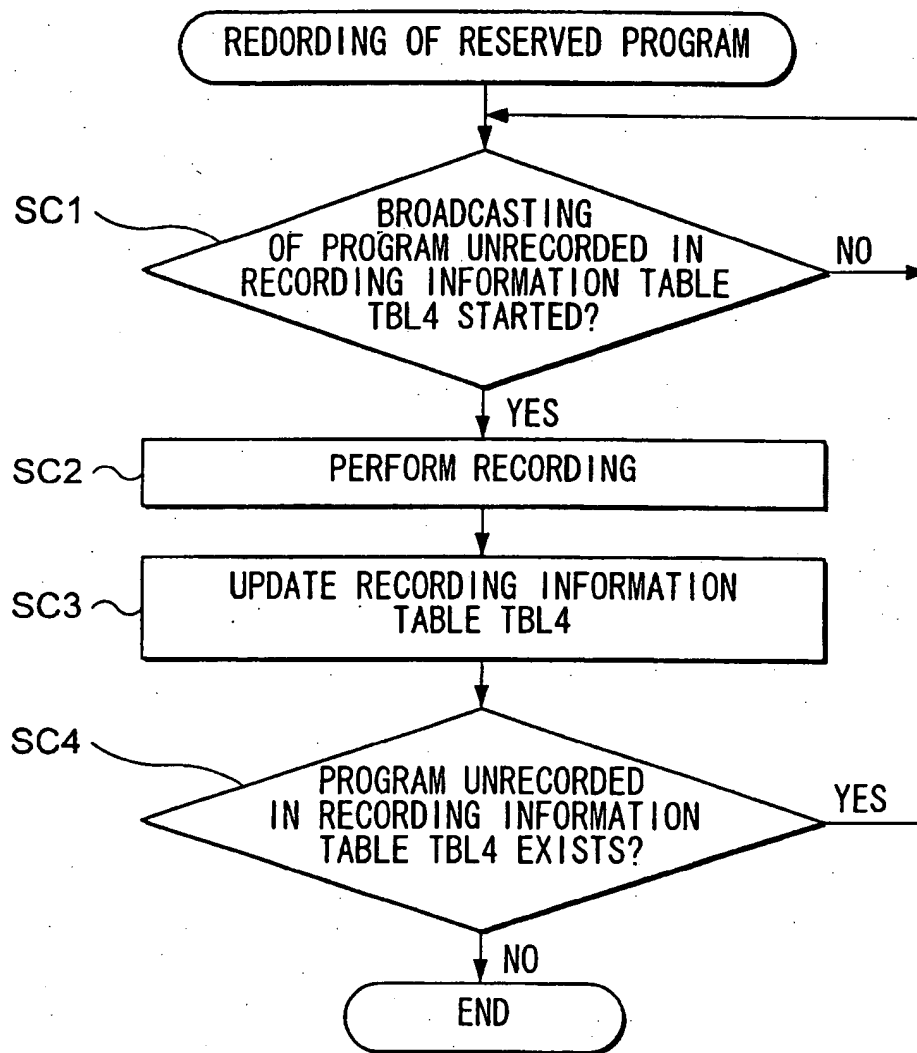 REDORDING OF RESERVED PROGRAM
SC1
BROADCASTING
OF PROGRAM UNRECORDED IN
RECORDING INFORMATION TABLE
TBL4 STARTED?
NO
YES
SC2
PERFORM RECORDING
SC3
UPDATE RECORDING INFORMATION
TABLE TBL4
SC4
PROGRAM UNRECORDED
IN RECORDING INFORMATION
TABLE TBL4 EXISTS?
YES
NO
END